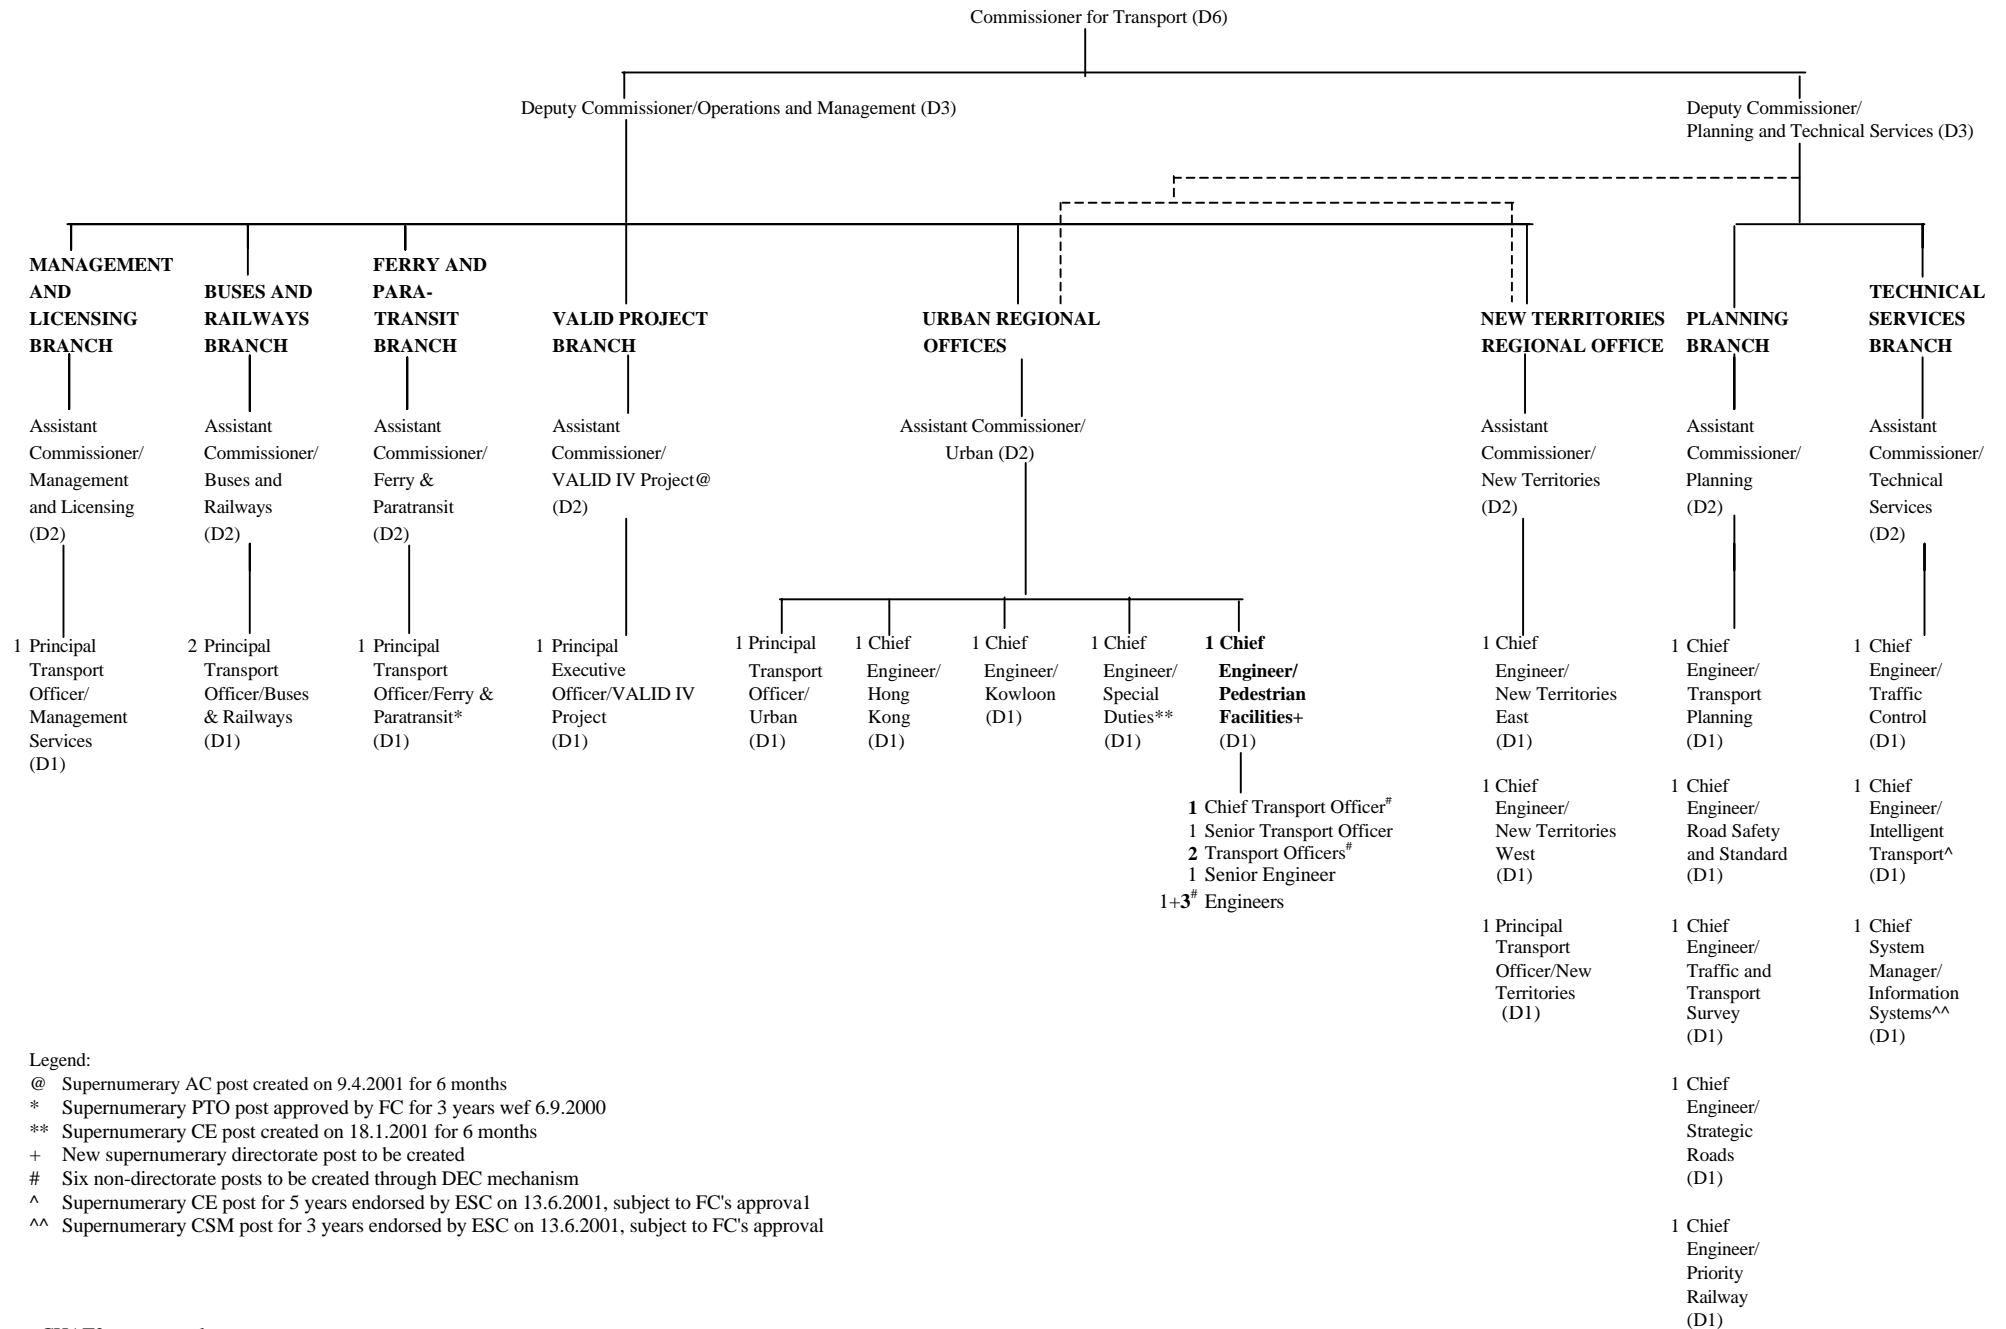 Commissioner for Transport (D6)
Deputy Commissioner/Operations and Management (D3)
Deputy Commissioner/
Planning and Technical Services (D3)
MANAGEMENT
AND
LICENSING
BRANCH
Assistant
Commissioner/
Management
and Licensing
(D2)
1 Principal
Transport
Officer/
Management
Services
(D1)
BUSES AND
RAILWAYS
BRANCH
Assistant
Commissioner/
Buses and
Railways
(D2)
2 Principal
Transport
Officer/Buses
& Railways
(D1)
FERRY AND
PARA-
TRANSIT
BRANCH
Assistant
Commissioner/
Ferry &
Paratransit
(D2)
1 Principal
Transport
Officer/Ferry &
Paratransit*
(D1)
VALID PROJECT
BRANCH
Assistant
Commissioner/
VALID IV Project@
(D2)
1 Principal
Executive
Officer/VALID IV
Project
(D1)
URBAN REGIONAL
OFFICES
Assistant Commissioner/
Urban (D2)
1 Principal
Transport
Officer/
Urban
(D1)
1 Chief
Engineer/
Hong
Kong
(D1)
1 Chief
Engineer/
Kowloon
(D1)
1 Chief
Engineer/
Special
Duties**
(D1)
1 Chief
Engineer/
Pedestrian
Facilities+
(D1)
1 Chief Transport Officer#
1 Senior Transport Officer
2 Transport Officers#
1 Senior Engineer
1+3# Engineers
NEW TERRITORIES
REGIONAL OFFICE
Assistant
Commissioner/
New Territories
(D2)
1 Chief
Engineer/
New Territories
East
(D1)
1 Chief
Engineer/
New Territories
West
(D1)
1 Principal
Transport
Officer/New
Territories
(D1)
PLANNING
BRANCH
Assistant
Commissioner/
Planning
(D2)
1 Chief
Engineer/
Transport
Planning
(D1)
1 Chief
Engineer/
Road Safety
and Standard
(D1)
1 Chief
Engineer/
Traffic and
Transport
Survey
(D1)
1 Chief
Engineer/
Strategic
Roads
(D1)
1 Chief
Engineer/
Priority
Railway
(D1)
TECHNICAL
SERVICES
BRANCH
Assistant
Commissioner/
Technical
Services
(D2)
1 Chief
Engineer/
Traffic
Control
(D1)
1 Chief
Engineer/
Intelligent
Transport^
(D1)
1 Chief
System
Manager/
Information
Systems^^
(D1)
Legend:
@ Supernumerary AC post created on 9.4.2001 for 6 months
* Supernumerary PTO post approved by FC for 3 years wef 6.9.2000
** Supernumerary CE post created on 18.1.2001 for 6 months
+ New supernumerary directorate post to be created
# Six non-directorate posts to be created through DEC mechanism
^ Supernumerary CE post for 5 years endorsed by ESC on 13.6.2001, subject to FC's approva1
^^ Supernumerary CSM post for 3 years endorsed by ESC on 13.6.2001, subject to FC's approval